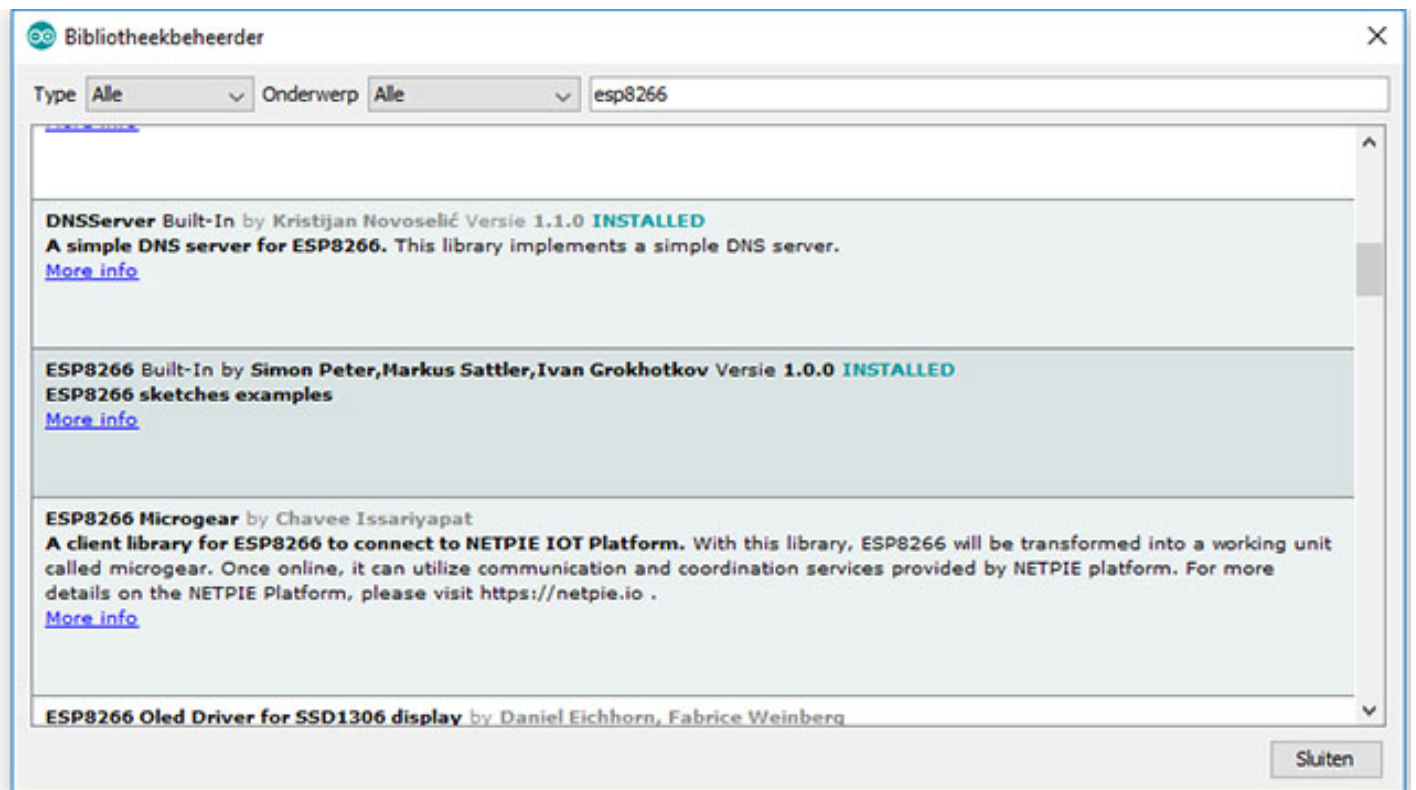 Bibliotheekbeheerder
Type Alle Onderwerp Alle esp8266
More info
DNSServer Built-In by Kristijan Novoselić Versie 1.1.0 INSTALLED
A simple DNS server for ESP8266. This library implements a simple DNS server.
More info
ESP8266 Built-In by Simon Peter,Markus Sattler,Ivan Grokhotkov Versie 1.0.0 INSTALLED
ESP8266 sketches examples
More info
ESP8266 Microgear by Chavee Issariyapat
A client library for ESP8266 to connect to NETPIE IOT Platform. With this library, ESP8266 will be transformed into a working unit
called microgear. Once online, it can utilize communication and coordination services provided by NETPIE platform. For more
details on the NETPIE Platform, please visit https://netpie.io .
More info
ESP8266 Oled Driver for SSD1306 display by Daniel Eichhorn, Fabrice Weinberg
Sluiten